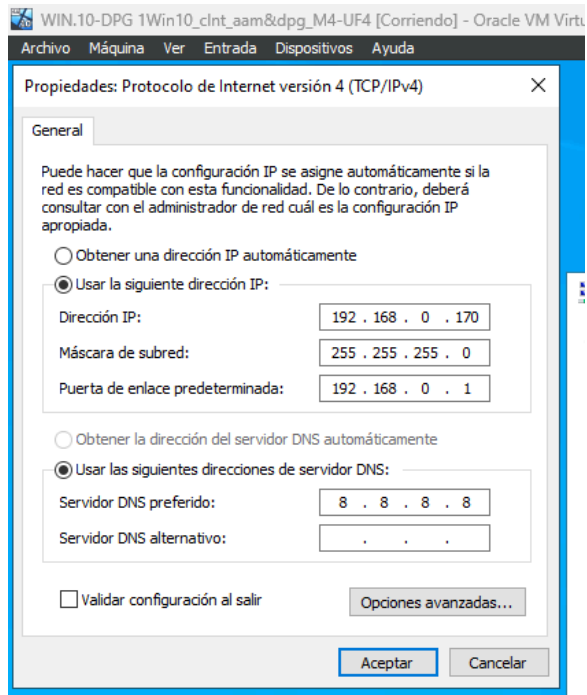 WIN.10-DPG 1Win10_clnt_aam&dpg_M4-UF4 [Corriendo] - Oracle VM Virtu
Archivo Máquina Ver Entrada Dispositivos Ayuda
Propiedades: Protocolo de Internet versión 4 (TCP/IPv4)
General
Puede hacer que la configuración IP se asigne automáticamente si la
red es compatible con esta funcionalidad. De lo contrario, deberá
consultar con el administrador de red cuál es la configuración IP
apropiada.
Obtener una dirección IP automáticamente
Usar la siguiente dirección IP:
Dirección IP: 192 . 168 . 0 . 170
Máscara de subred: 255 . 255 . 255 . 0
Puerta de enlace predeterminada: 192 . 168 . 0 . 1
Obtener la dirección del servidor DNS automáticamente
Usar las siguientes direcciones de servidor DNS:
Servidor DNS preferido: 8 . 8 . 8 . 8
Servidor DNS alternativo: . . .
Validar configuración al salir Opciones avanzadas...
Aceptar Cancelar